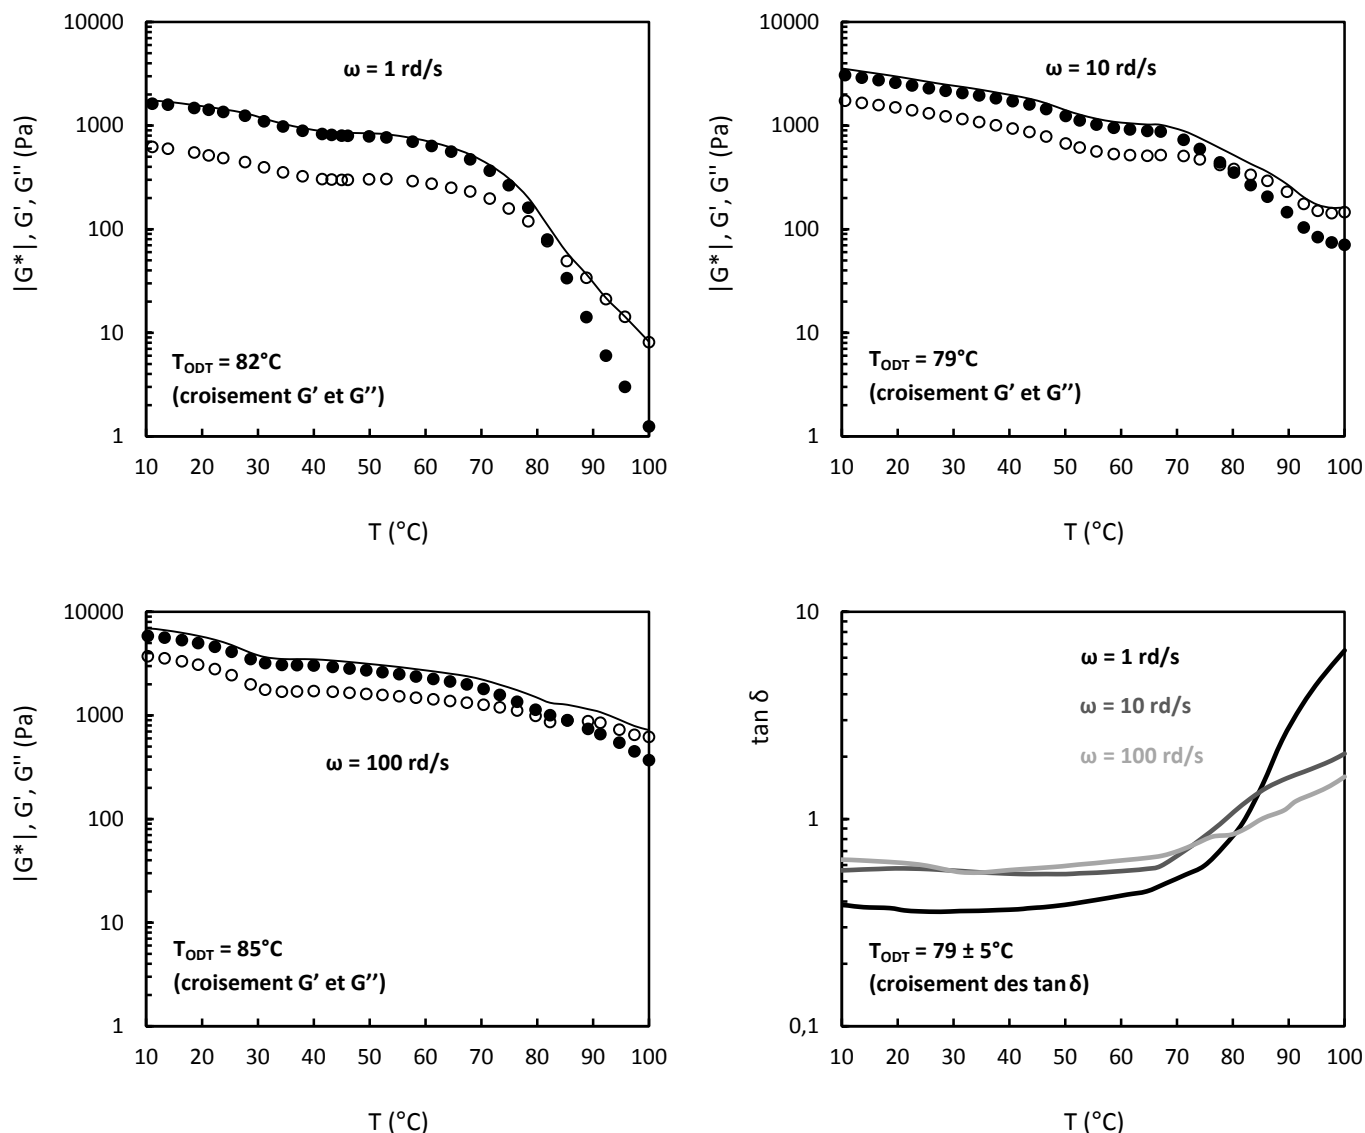 10000
1000
100
10
1
|G*|, G', G'' (Pa)
ω = 1 rd/s
T_ODT = 82°C
(croisement G’ et G’’)
10 20 30 40 50 60 70 80 90 100
T (°C)
10000
1000
100
10
1
|G*|, G', G'' (Pa)
ω = 10 rd/s
T_ODT = 79°C
(croisement G’ et G’’)
10 20 30 40 50 60 70 80 90 100
T (°C)
10000
1000
100
10
1
|G*|, G', G'' (Pa)
ω = 100 rd/s
T_ODT = 85°C
(croisement G’ et G’’)
10 20 30 40 50 60 70 80 90 100
T (°C)
10
1
0,1
tan δ
ω = 1 rd/s
ω = 10 rd/s
ω = 100 rd/s
T_ODT = 79 ± 5°C
(croisement des tan δ)
10 20 30 40 50 60 70 80 90 100
T (°C)